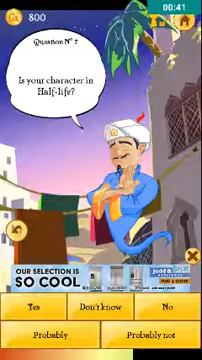 00:41
800
Question N° 7
Is your character in
Half-life?
OUR SELECTION IS
SO COOL
Yes
Don't know
No
Probably
Probably not